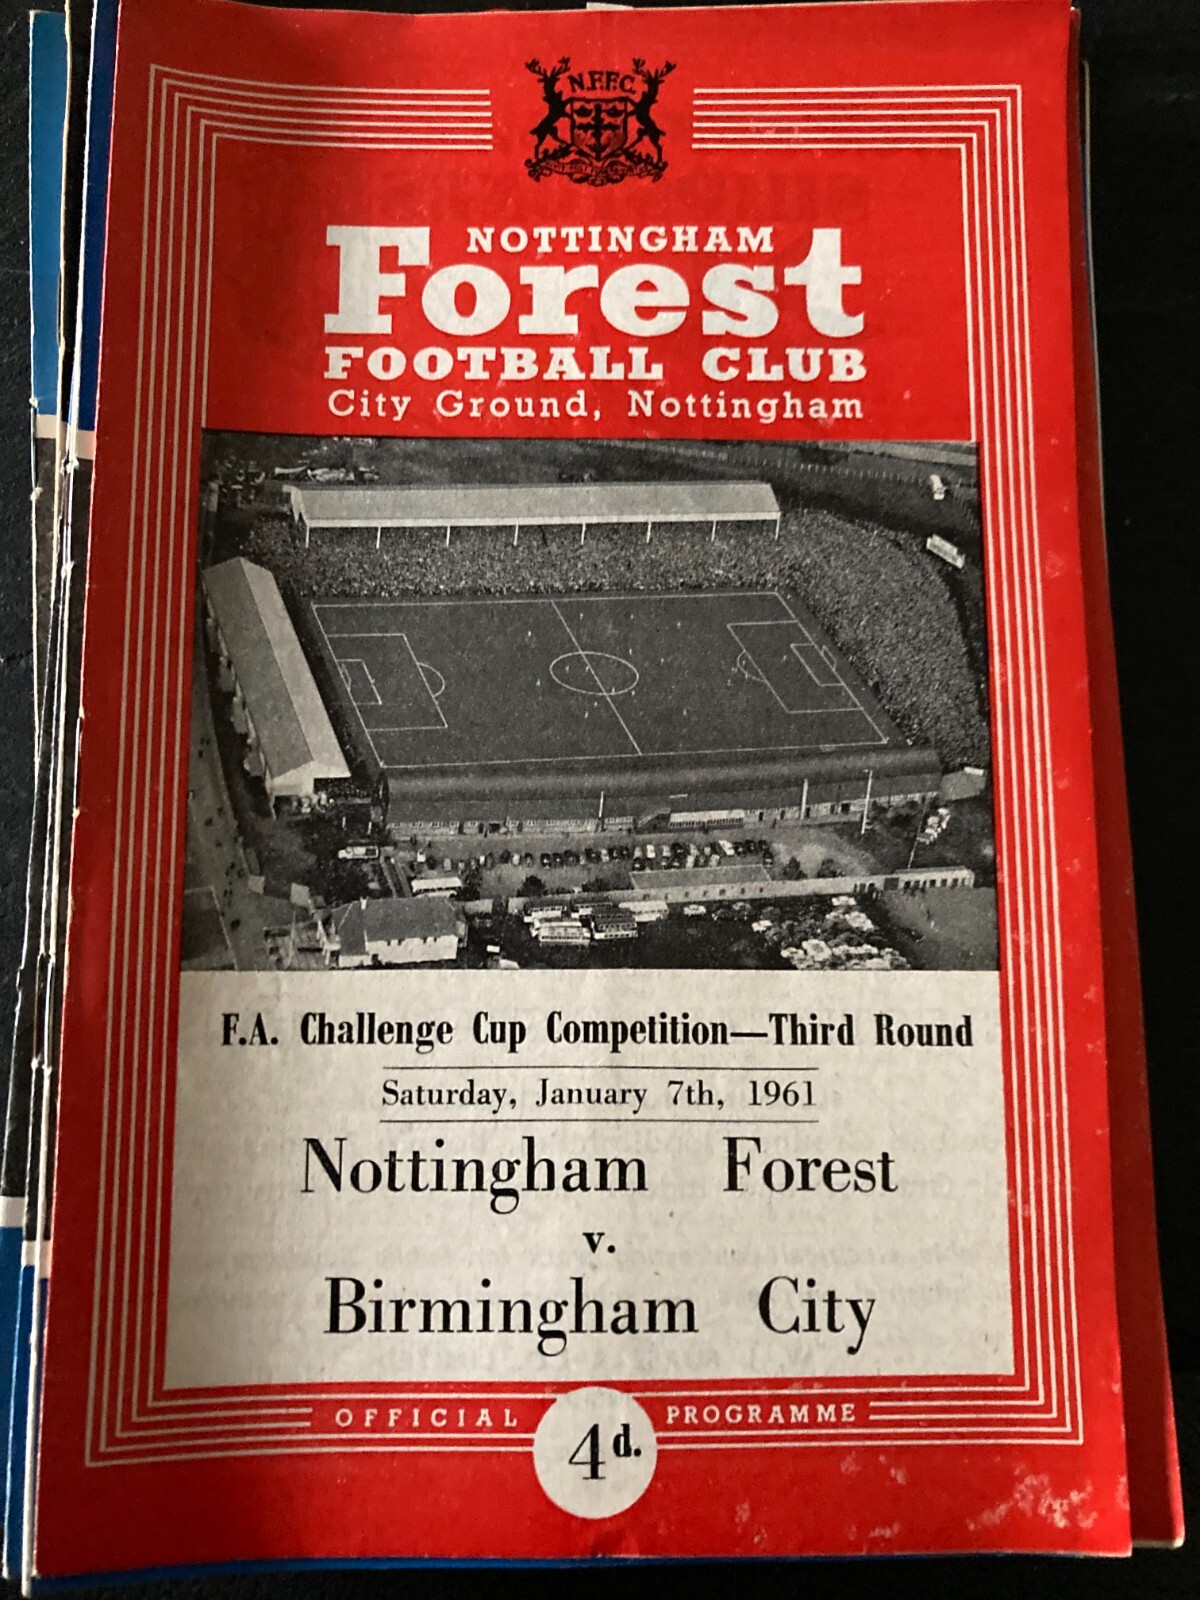 N.F.F.C.
NOTTINGHAM
Forest
FOOTBALL CLUB
City Ground, Nottingham
F.A. Challenge Cup Competition—Third Round
Saturday, January 7th, 1961
Nottingham Forest
v.
Birmingham City
OFFICIAL PROGRAMME
4d.